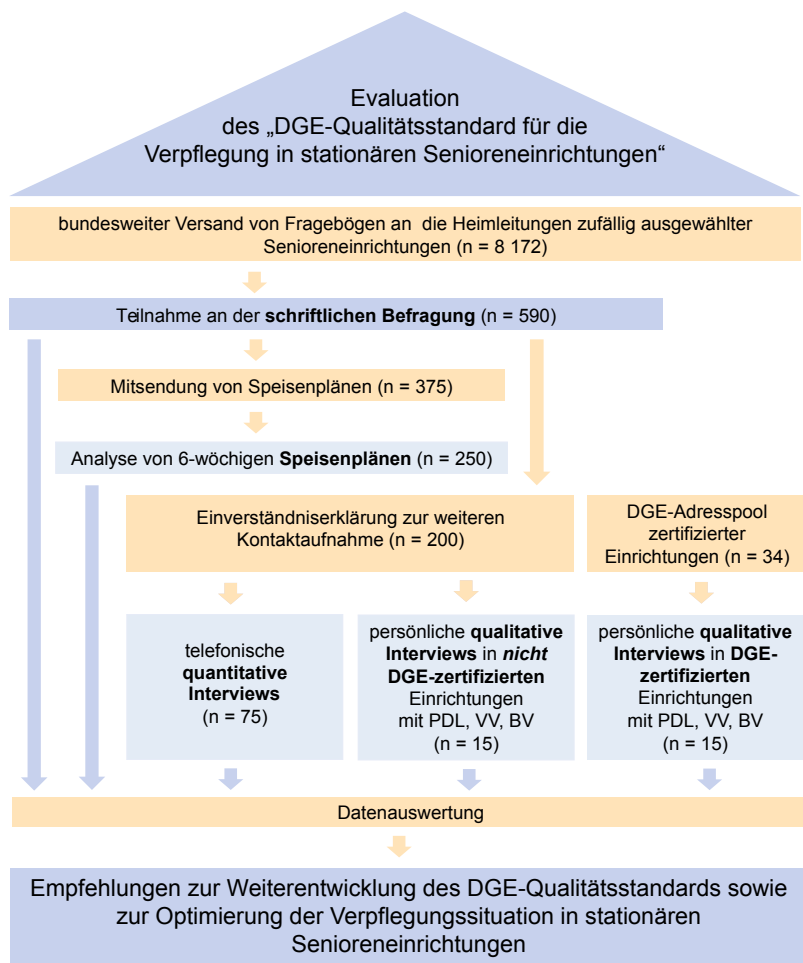 Evaluation
des „DGE-Qualitätsstandard für die
Verpflegung in stationären Senioreneinrichtungen“
bundesweiter Versand von Fragebögen an die Heimleitungen zufällig ausgewählter
Senioreneinrichtungen (n = 8 172)
Teilnahme an der schriftlichen Befragung (n = 590)
Mitsendung von Speisenplänen (n = 375)
Analyse von 6-wöchigen Speisenplänen (n = 250)
Einverständniserklärung zur weiteren
Kontaktaufnahme (n = 200)
DGE-Adresspool
zertifizierter
Einrichtungen (n = 34)
telefonische
quantitative
Interviews
(n = 75)
persönliche qualitative
Interviews in nicht
DGE-zertifizierten
Einrichtungen
mit PDL, VV, BV
(n = 15)
persönliche qualitative
Interviews in DGE-
zertifizierten
Einrichtungen
mit PDL, VV, BV
(n = 15)
Datenauswertung
Empfehlungen zur Weiterentwicklung des DGE-Qualitätsstandards sowie
zur Optimierung der Verpflegungssituation in stationären
Senioreneinrichtungen